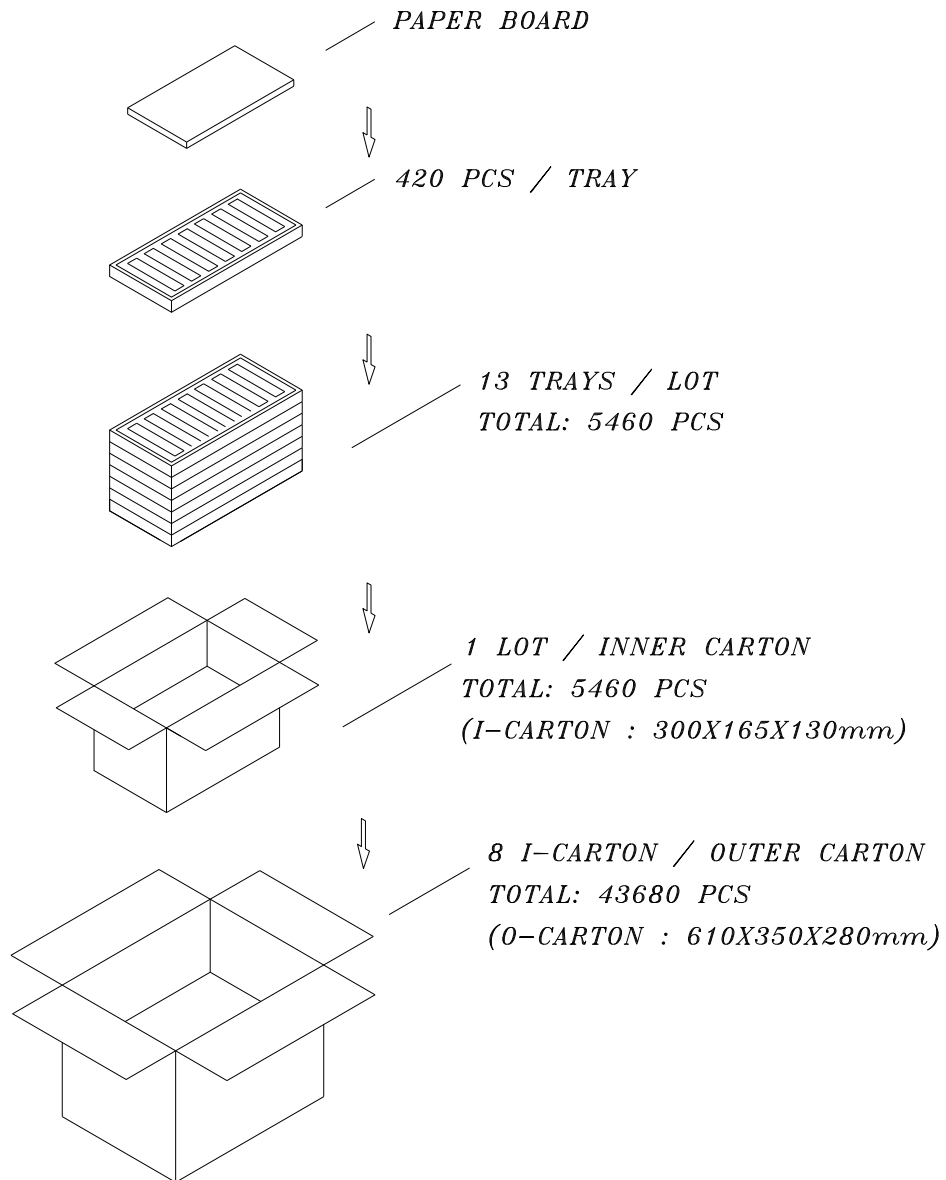 PAPER BOARD
420 PCS / TRAY
13 TRAYS / LOT
TOTAL: 5460 PCS
1 LOT / INNER CARTON
TOTAL: 5460 PCS
(I-CARTON : 300X165X130mm)
8 I-CARTON / OUTER CARTON
TOTAL: 43680 PCS
(O-CARTON : 610X350X280mm)